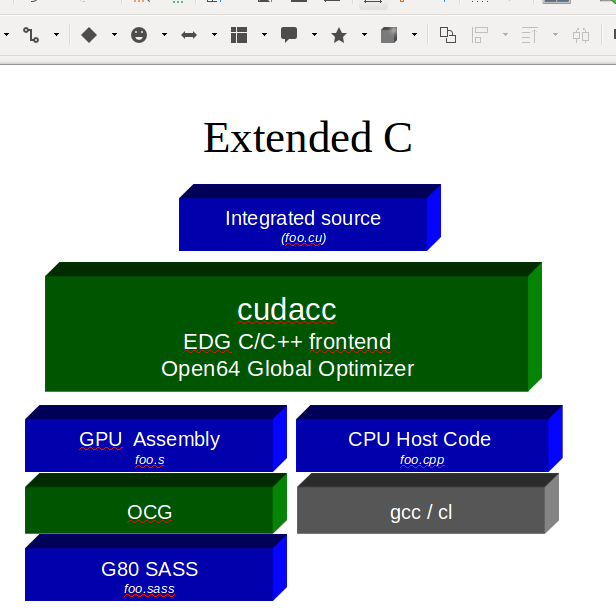 Extended C
Integrated source
(foo.cu)
cudacc
EDG C/C++ frontend
Open64 Global Optimizer
GPU  Assembly
foo.s
CPU Host Code
foo.cpp
OCG
gcc / cl
G80 SASS
foo.sass